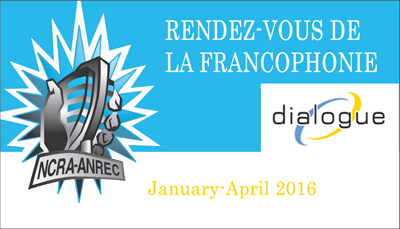 RENDEZ-VOUS DE
LA FRANCOPHONIE
dialogue
NCRA-ANREC
January-April 2016